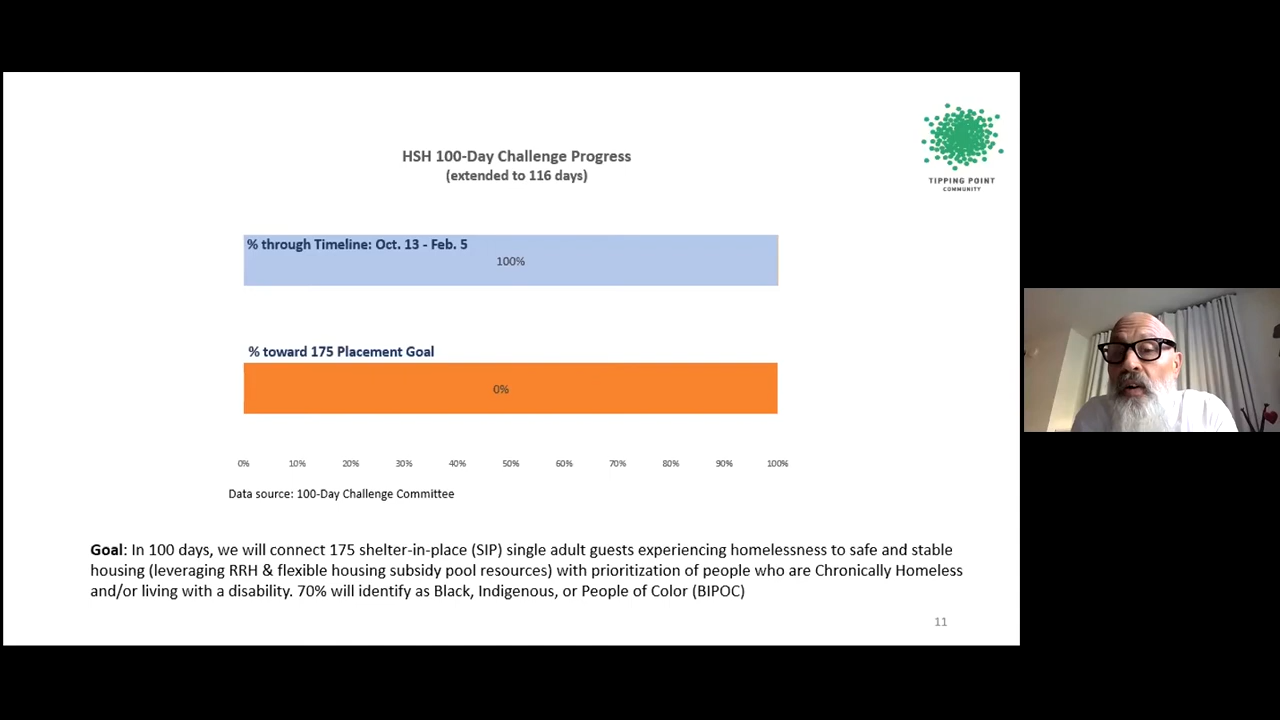 HSH 100-Day Challenge Progress
(extended to 116 days)
TIPPING POINT
COMMUNITY
% through Timeline: Oct. 13 - Feb. 5
100%
% toward 175 Placement Goal
0%
0% 10% 20% 30% 40% 50% 60% 70% 80% 90% 100%
Data source: 100-Day Challenge Committee
Goal: In 100 days, we will connect 175 shelter-in-place (SIP) single adult guests experiencing homelessness to safe and stable
housing (leveraging RRH & flexible housing subsidy pool resources) with prioritization of people who are Chronically Homeless
and/or living with a disability. 70% will identify as Black, Indigenous, or People of Color (BIPOC)
11